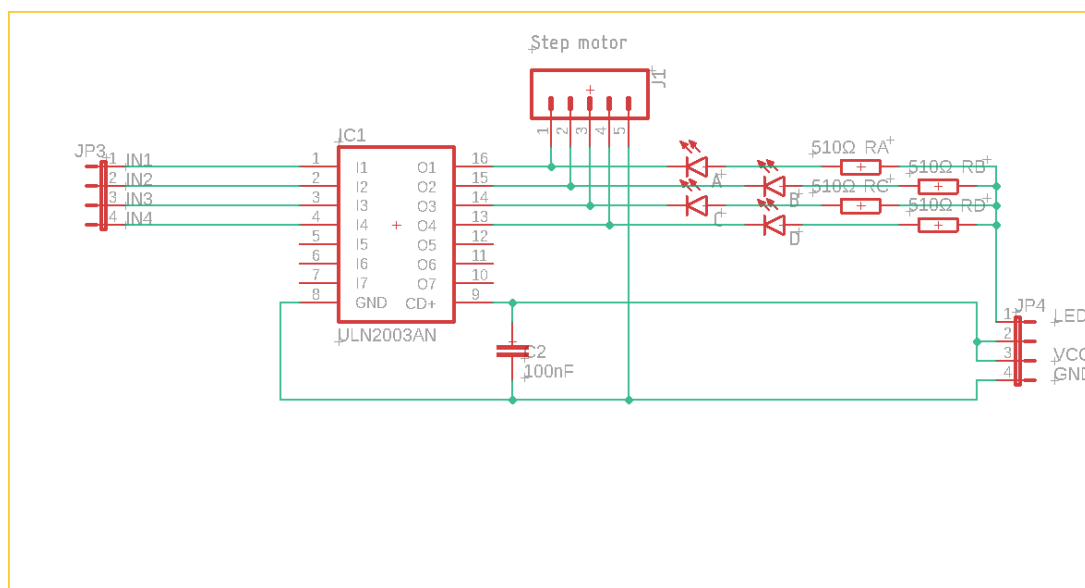 Step motor
J1
1 2 3 4 5
JP3
1 IN1
2 IN2
3 IN3
4 IN4
IC1
1 I1 O1 16
2 I2 O2 15
3 I3 O3 14
4 I4 O4 13
5 I5 O5 12
6 I6 O6 11
7 I7 O7 10
8 GND CD+ 9
ULN2003AN
A
B
C
D
510Ω RA
510Ω RB
510Ω RC
510Ω RD
C2
100nF
JP4
1 LED
2
3 VCC
4 GND